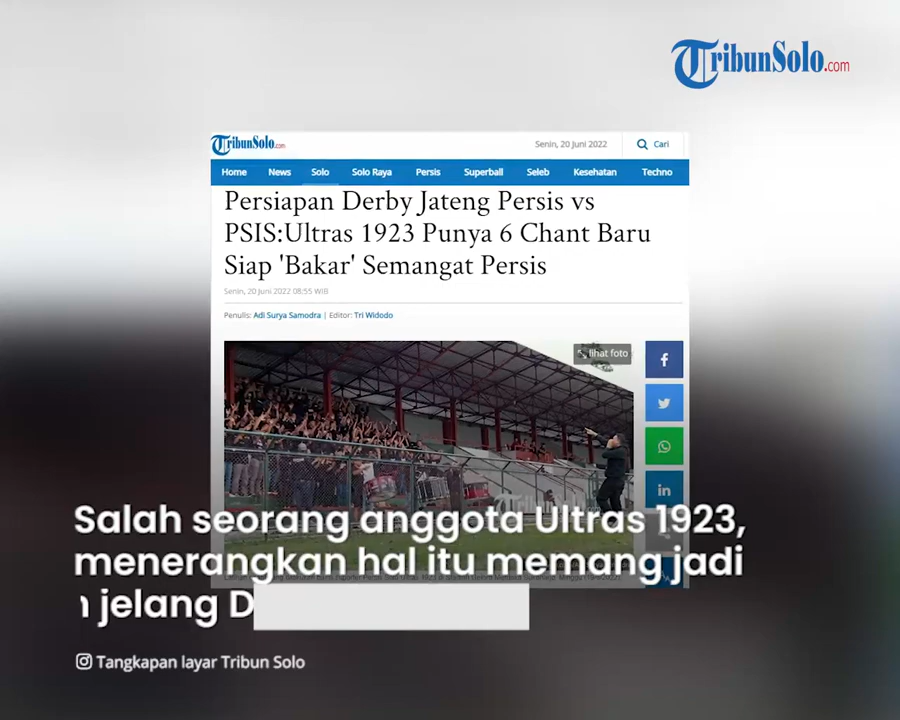 TribunSolo.com
TribunSolo.com
Senin, 20 Juni 2022
Cari
Home News Solo Solo Raya Persis Superball Seleb Kesehatan Techno
Persiapan Derby Jateng Persis vs
PSIS:Ultras 1923 Punya 6 Chant Baru
Siap 'Bakar' Semangat Persis
Senin, 20 Juni 2022 08:55 WIB
Penulis: Adi Surya Samodra | Editor: Tri Widodo
lihat foto
Salah seorang anggota Ultras 1923,
menerangkan hal itu memang jadi
jelang D
Tangkapan layar Tribun Solo